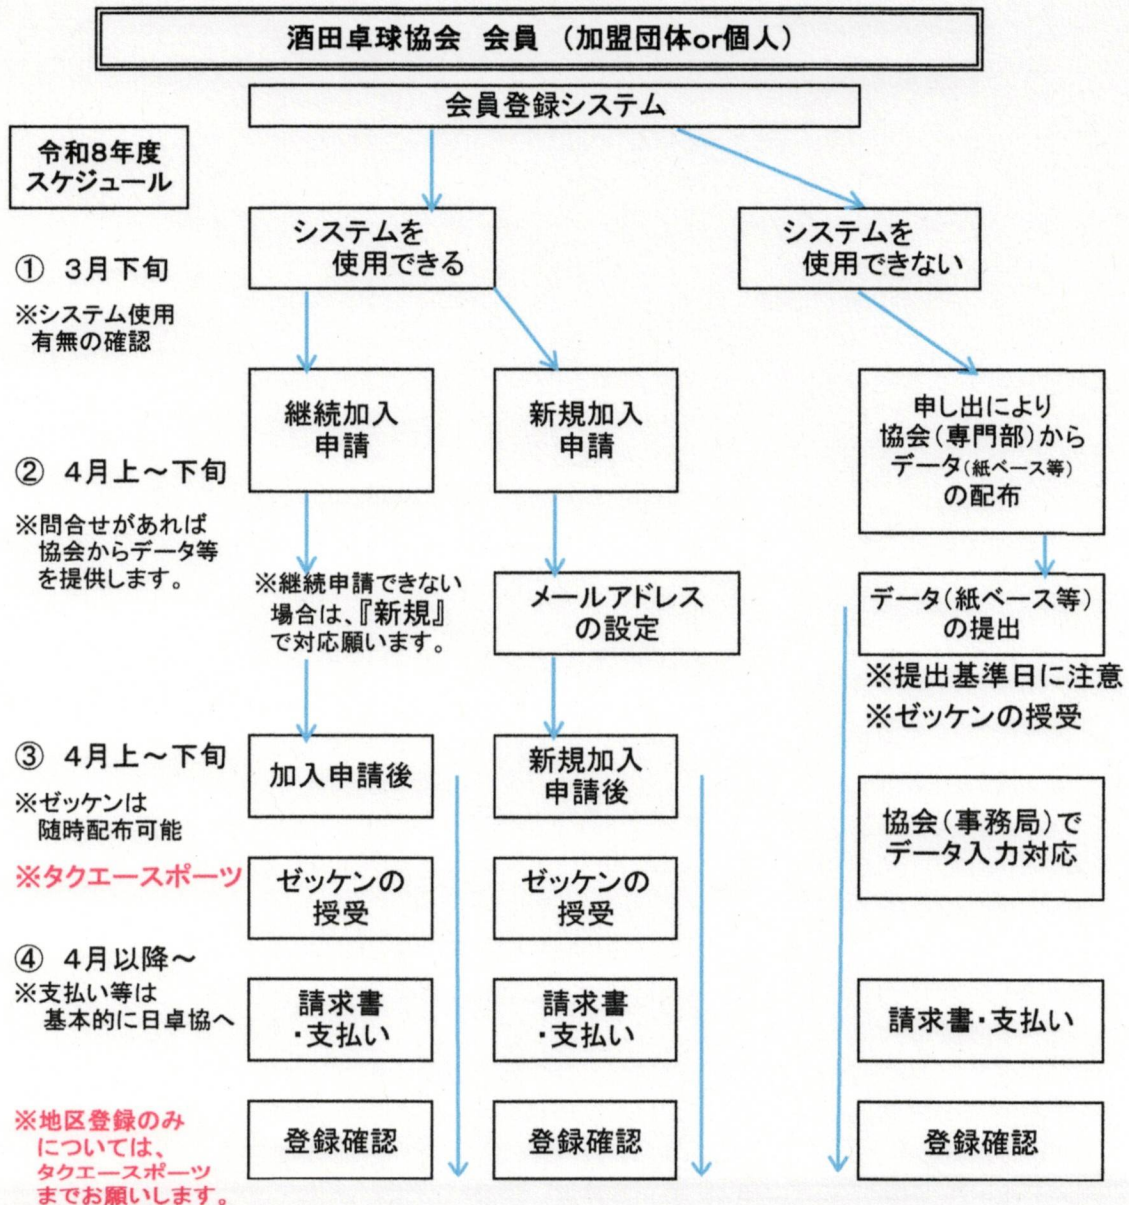 酒田卓球協会 会員 （加盟団体or個人）
会員登録システム
令和8年度
スケジュール
システムを
使用できる
システムを
使用できない
① 3月下旬
※システム使用
有無の確認
継続加入
申請
新規加入
申請
申し出により
協会（専門部）から
データ（紙ベース等）
の配布
② 4月上～下旬
※問合せがあれば
協会からデータ等
を提供します。
※継続申請できない
場合は、『新規』
で対応願います。
メールアドレス
の設定
データ（紙ベース等）
の提出
※提出基準日に注意
※ゼッケンの授受
③ 4月上～下旬
※ゼッケンは
随時配布可能
※タクエースポーツ
加入申請後
新規加入
申請後
協会（事務局）で
データ入力対応
ゼッケンの
授受
ゼッケンの
授受
④ 4月以降～
※支払い等は
基本的に日卓協へ
請求書
・支払い
請求書
・支払い
請求書・支払い
※地区登録のみ
については、
タクエースポーツ
までお願いします。
登録確認
登録確認
登録確認